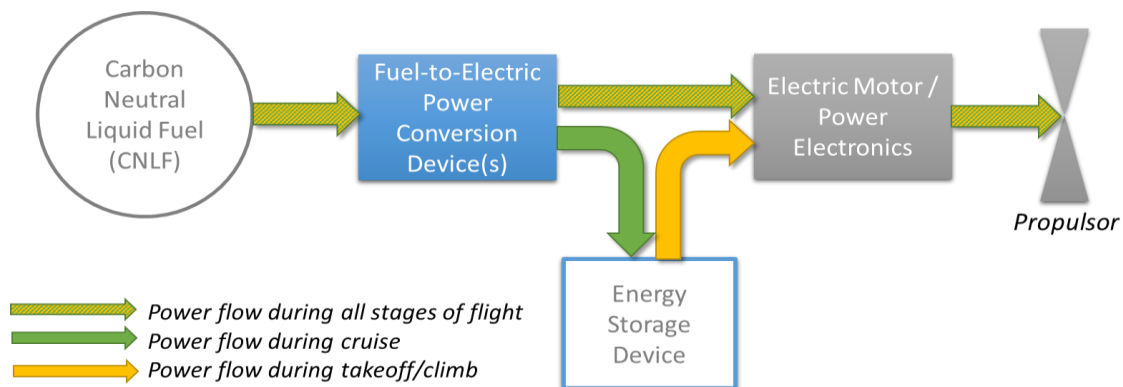 Carbon
Neutral
Liquid Fuel
(CNLF)
Fuel-to-Electric
Power
Conversion
Device(s)
Electric Motor /
Power
Electronics
Propulsor
Energy
Storage
Device
Power flow during all stages of flight
Power flow during cruise
Power flow during takeoff/climb